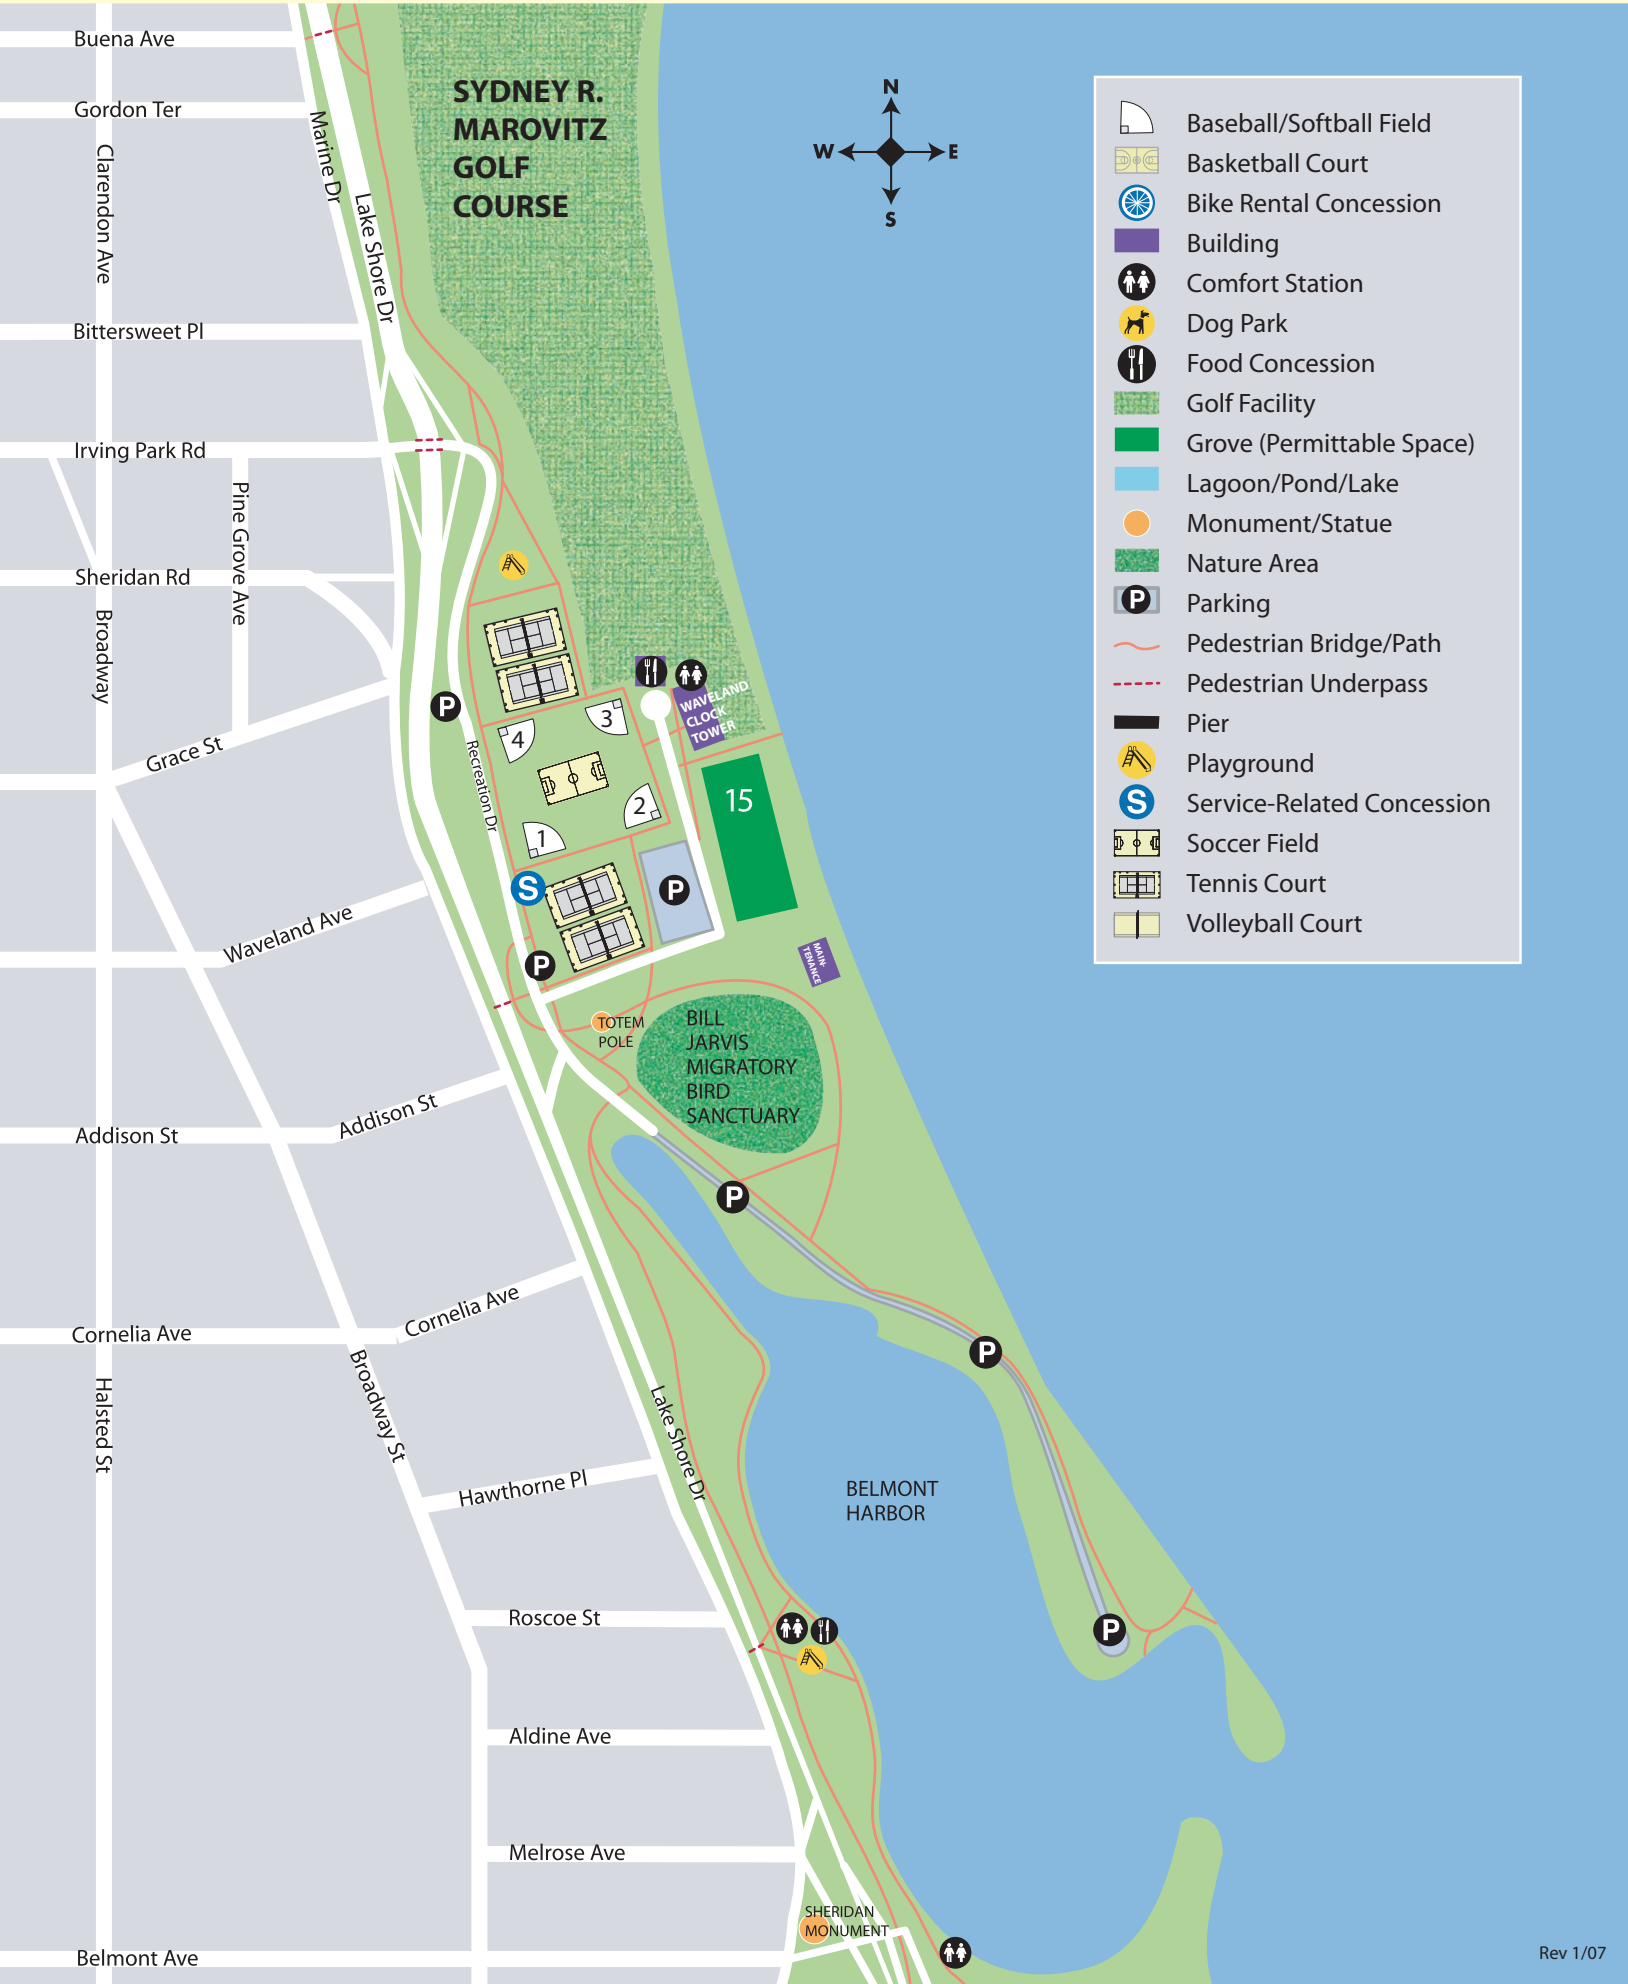 Buena Ave
Gordon Ter
Clarendon Ave
Marine Dr
Lake Shore Dr
Bittersweet Pl
Irving Park Rd
Pine Grove Ave
Sheridan Rd
Broadway
Grace St
Recreation Dr
Waveland Ave
Addison St
Addison St
Cornelia Ave
Cornelia Ave
Halsted St
Broadway St
Lake Shore Dr
Hawthorne Pl
Roscoe St
Aldine Ave
Melrose Ave
Belmont Ave
SYDNEY R.
MAROVITZ
GOLF
COURSE
N
W
E
S
WAVELAND
CLOCK
TOWER
P
4
3
2
1
15
S
P
P
MAIN-
TENANCE
TOTEM
POLE
BILL
JARVIS
MIGRATORY
BIRD
SANCTUARY
P
P
BELMONT
HARBOR
P
SHERIDAN
MONUMENT
Baseball/Softball Field
Basketball Court
Bike Rental Concession
Building
Comfort Station
Dog Park
Food Concession
Golf Facility
Grove (Permittable Space)
Lagoon/Pond/Lake
Monument/Statue
Nature Area
P Parking
Pedestrian Bridge/Path
Pedestrian Underpass
Pier
Playground
S Service-Related Concession
Soccer Field
Tennis Court
Volleyball Court
Rev 1/07